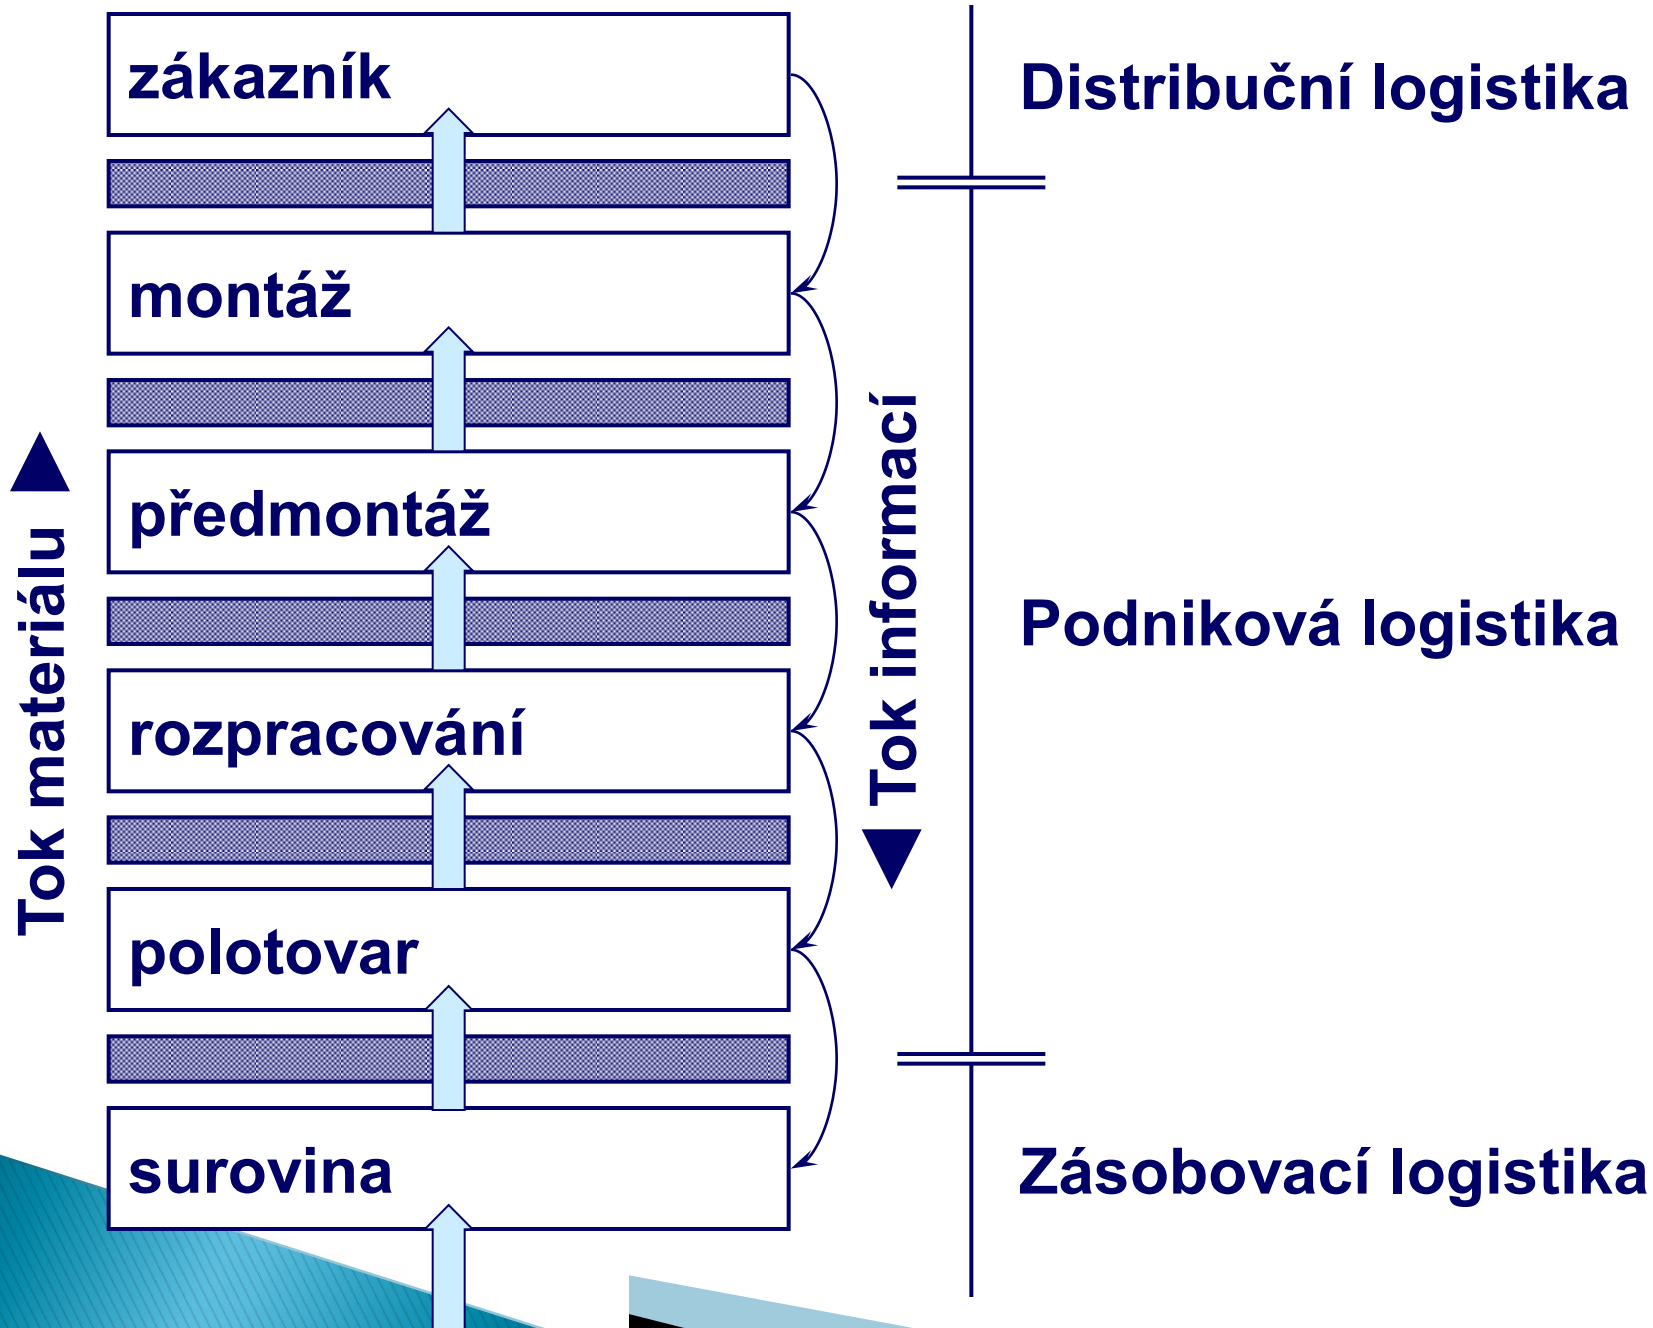 zákazník
Distribuční logistika
montáž
předmontáž
Tok materiálu
Tok informací
Podniková logistika
rozpracování
polotovar
surovina
Zásobovací logistika